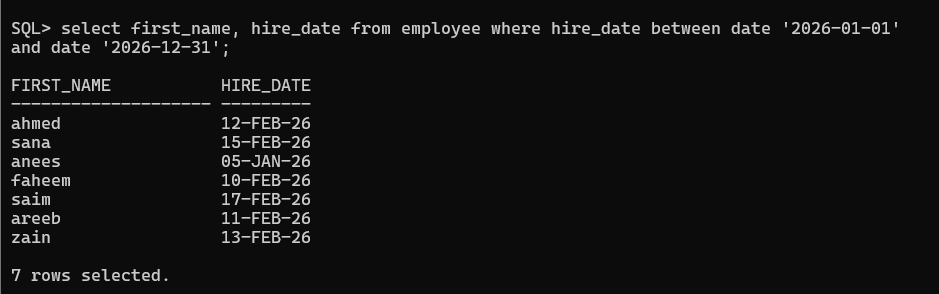 SQL> select first_name, hire_date from employee where hire_date between date '2026-01-01'
and date '2026-12-31';
FIRST_NAME           HIRE_DATE
-------------------- ---------
ahmed                12-FEB-26
sana                 15-FEB-26
anees                05-JAN-26
faheem               10-FEB-26
saim                 17-FEB-26
areeb                11-FEB-26
zain                 13-FEB-26
7 rows selected.